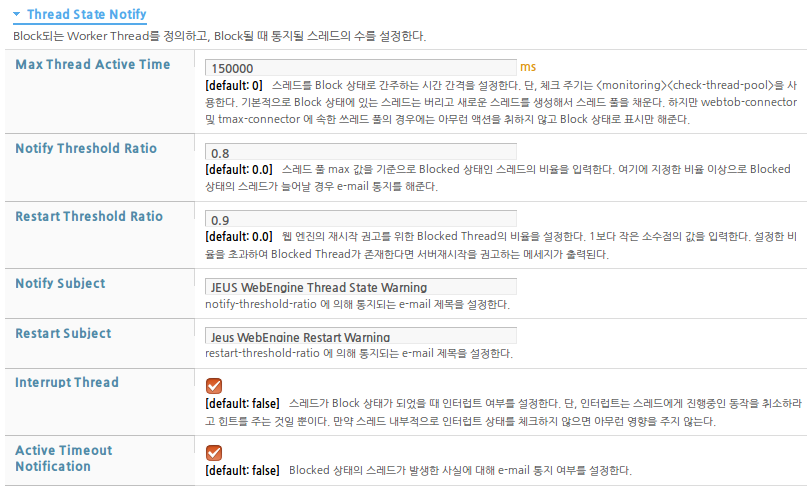 Thread State Notify
Block되는 Worker Thread를 정의하고, Block될 때 통지될 스레드의 수를 설정한다.
Max Thread Active Time
150000 ms
[default: 0] 스레드를 Block 상태로 간주하는 시간 간격을 설정한다. 단, 체크 주기는 <monitoring><check-thread-pool>을 사
용한다. 기본적으로 Block 상태에 있는 스레드는 버리고 새로운 스레드를 생성해서 스레드 풀을 채운다. 하지만 webtob-connector
및 tmax-connector 에 속한 쓰레드 풀의 경우에는 아무런 액션을 취하지 않고 Block 상태로 표시만 해준다.
Notify Threshold Ratio
0.8
[default: 0.0] 스레드 풀 max 값을 기준으로 Blocked 상태인 스레드의 비율을 입력한다. 여기에 지정한 비율 이상으로 Blocked
상태의 스레드가 늘어날 경우 e-mail 통지를 해준다.
Restart Threshold Ratio
0.9
[default: 0.0] 웹 엔진의 재시작 권고를 위한 Blocked Thread의 비율을 설정한다. 1보다 작은 소수점의 값을 입력한다. 설정한 비
율을 초과하여 Blocked Thread가 존재한다면 서버재시작을 권고하는 메세지가 출력된다.
Notify Subject
JEUS WebEngine Thread State Warning
notify-threshold-ratio 에 의해 통지되는 e-mail 제목을 설정한다.
Restart Subject
Jeus WebEngine Restart Warning
restart-threshold-ratio 에 의해 통지되는 e-mail 제목을 설정한다.
Interrupt Thread
[default: false] 스레드가 Block 상태가 되었을 때 인터럽트 여부를 설정한다. 단, 인터럽트는 스레드에게 진행중인 동작을 취소하라
고 힌트를 주는 것일 뿐이다. 만약 스레드 내부적으로 인터럽트 상태를 체크하지 않으면 아무런 영향을 주지 않는다.
Active Timeout
Notification
[default: false] Blocked 상태의 스레드가 발생한 사실에 대해 e-mail 통지 여부를 설정한다.